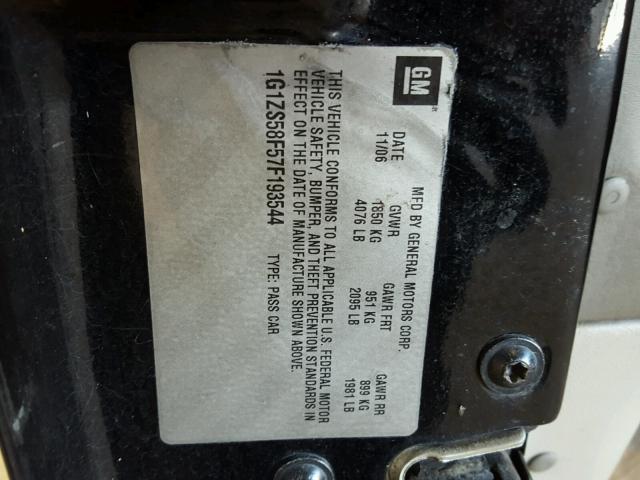 GM
MFD BY GENERAL MOTORS CORP.
DATE GVWR GAWR FRT GAWR RR
11/06 1850 KG 951 KG 899 KG
4076 LB 2095 LB 1981 LB
THIS VEHICLE CONFORMS TO ALL APPLICABLE U.S. FEDERAL MOTOR
VEHICLE SAFETY, BUMPER, AND THEFT PREVENTION STANDARDS IN
EFFECT ON THE DATE OF MANUFACTURE SHOWN ABOVE.
1G1ZS58F57F193544 TYPE: PASS CAR